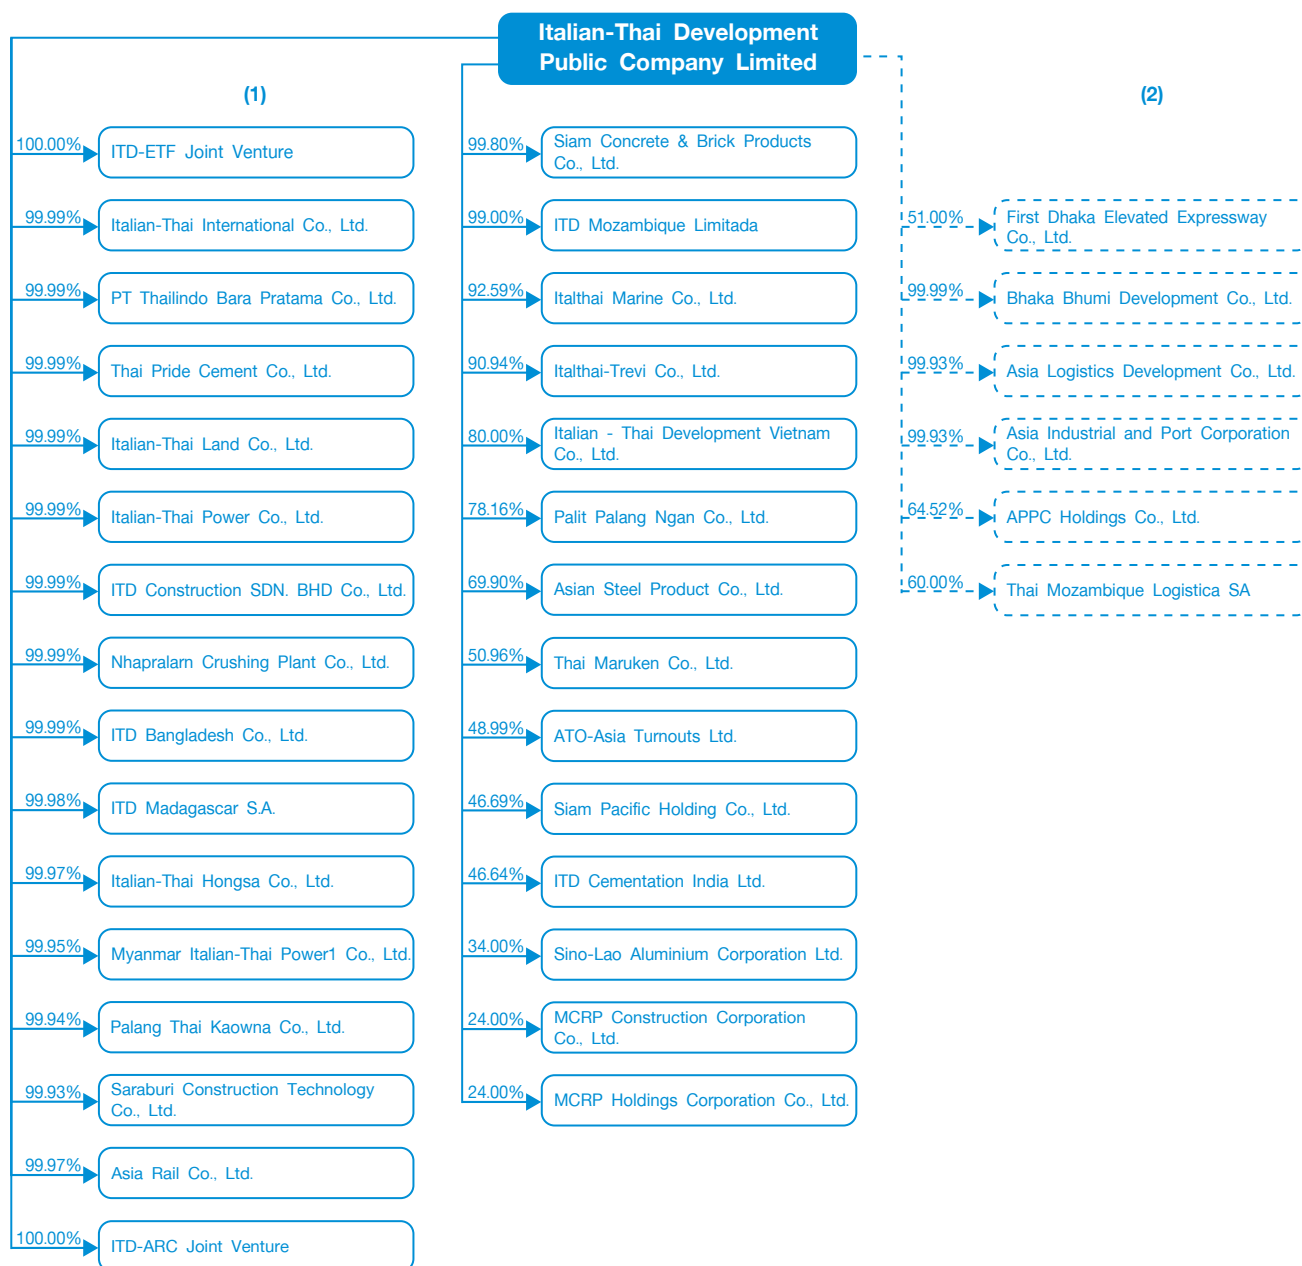 Italian-Thai Development
Public Company Limited
(1)
100.00%
ITD-ETF Joint Venture
99.99%
Italian-Thai International Co., Ltd.
99.99%
PT Thailindo Bara Pratama Co., Ltd.
99.99%
Thai Pride Cement Co., Ltd.
99.99%
Italian-Thai Land Co., Ltd.
99.99%
Italian-Thai Power Co., Ltd.
99.99%
ITD Construction SDN. BHD Co., Ltd.
99.99%
Nhapralarn Crushing Plant Co., Ltd.
99.99%
ITD Bangladesh Co., Ltd.
99.98%
ITD Madagascar S.A.
99.97%
Italian-Thai Hongsa Co., Ltd.
99.95%
Myanmar Italian-Thai Power1 Co., Ltd.
99.94%
Palang Thai Kaowna Co., Ltd.
99.93%
Saraburi Construction Technology
Co., Ltd.
99.97%
Asia Rail Co., Ltd.
100.00%
ITD-ARC Joint Venture
99.80%
Siam Concrete & Brick Products
Co., Ltd.
99.00%
ITD Mozambique Limitada
92.59%
Italthai Marine Co., Ltd.
90.94%
Italthai-Trevi Co., Ltd.
80.00%
Italian - Thai Development Vietnam
Co., Ltd.
78.16%
Palit Palang Ngan Co., Ltd.
69.90%
Asian Steel Product Co., Ltd.
50.96%
Thai Maruken Co., Ltd.
48.99%
ATO-Asia Turnouts Ltd.
46.69%
Siam Pacific Holding Co., Ltd.
46.64%
ITD Cementation India Ltd.
34.00%
Sino-Lao Aluminium Corporation Ltd.
24.00%
MCRP Construction Corporation
Co., Ltd.
24.00%
MCRP Holdings Corporation Co., Ltd.
(2)
51.00%
First Dhaka Elevated Expressway
Co., Ltd.
99.99%
Bhaka Bhumi Development Co., Ltd.
99.93%
Asia Logistics Development Co., Ltd.
99.93%
Asia Industrial and Port Corporation
Co., Ltd.
64.52%
APPC Holdings Co., Ltd.
60.00%
Thai Mozambique Logistica SA